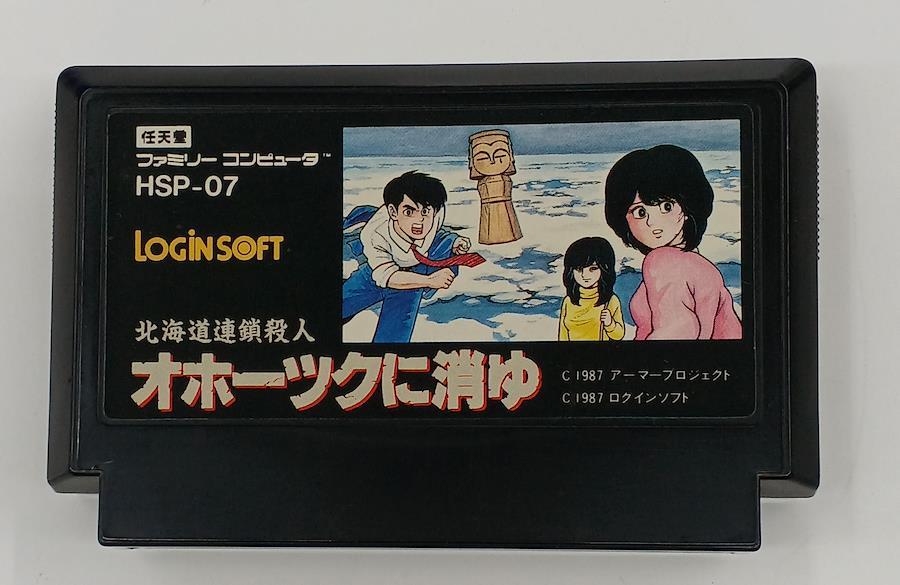 任天堂
ファミリー コンピュータ™
HSP-07
LOGiNSOFT
北海道連鎖殺人
オホーツクに消ゆ
C 1987 アーマープロジェクト
C 1987 ログインソフト